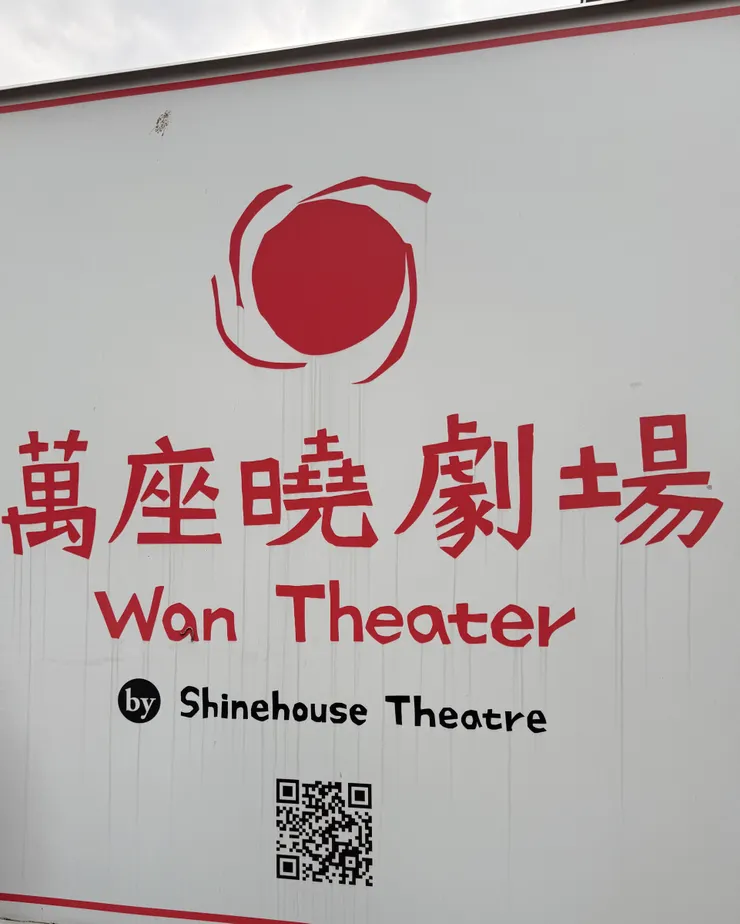 萬座曉劇場
Wan Theater
by Shinehouse Theatre